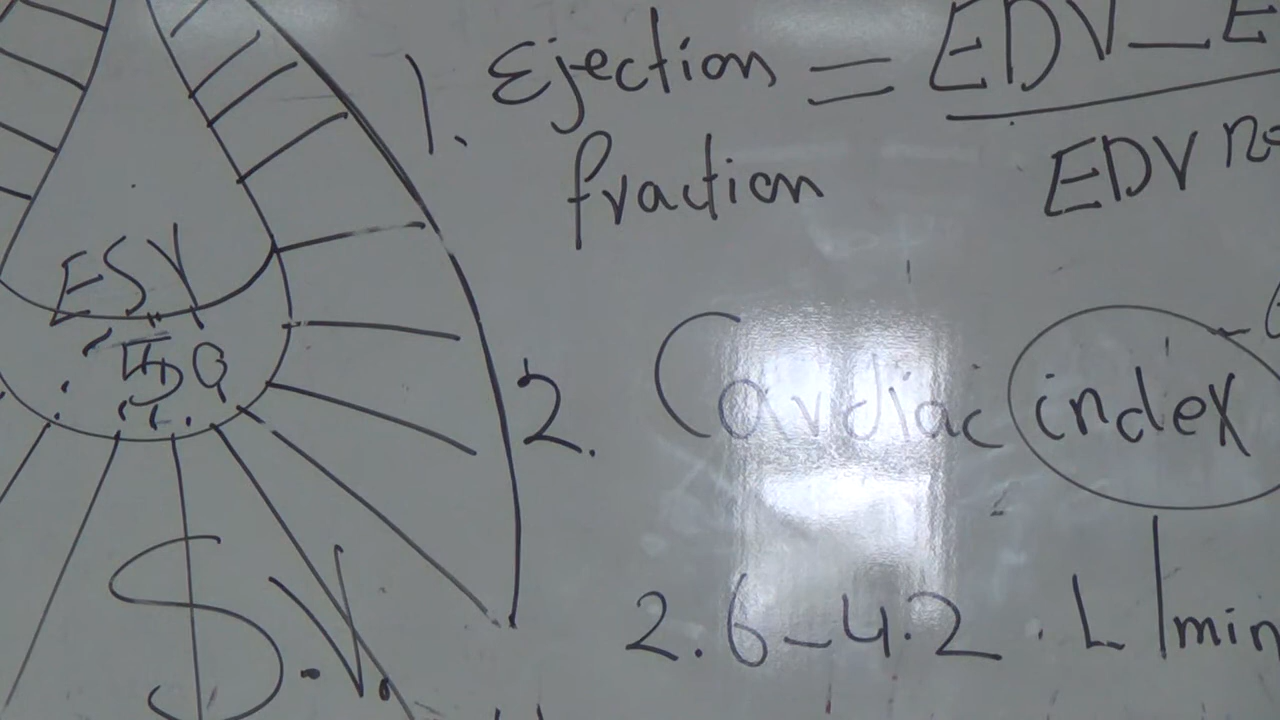 1. Ejection = EDV - E
fraction EDV
ESV
2. Cardiac index
S.V.
2.6-4.2 . L/min